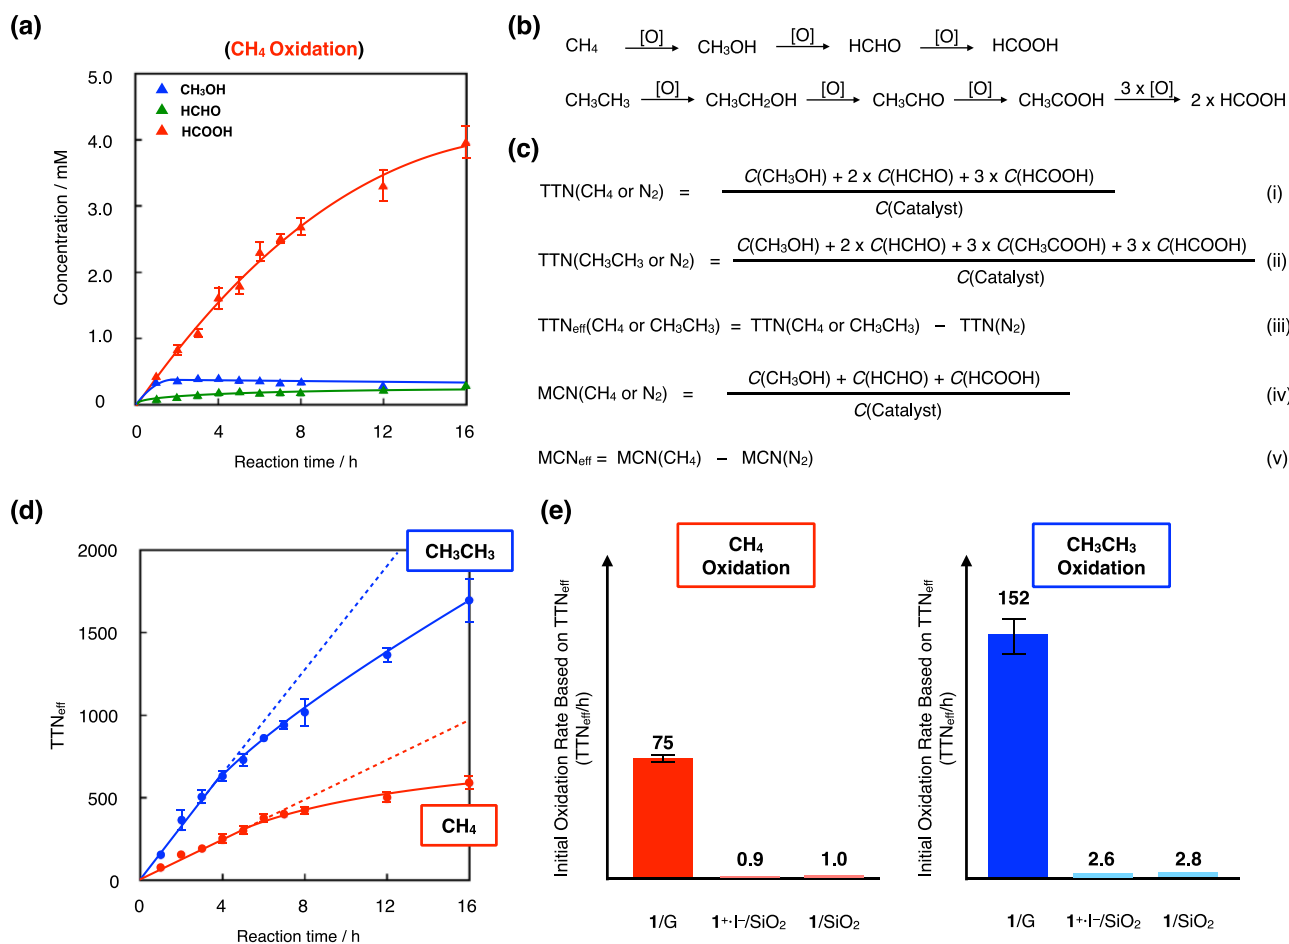 (a)
(CH₄ Oxidation)
5.0
4.0
3.0
2.0
1.0
0
CH₃OH
HCHO
HCOOH
Concentration / mM
0 4 8 12 16
Reaction time / h
(b)
CH₄ [O] CH₃OH [O] HCHO [O] HCOOH
CH₃CH₃ [O] CH₃CH₂OH [O] CH₃CHO [O] CH₃COOH 3 x [O] 2 x HCOOH
(c)
TTN(CH₄ or N₂) = C(CH₃OH) + 2 x C(HCHO) + 3 x C(HCOOH)
C(Catalyst)
(i)
TTN(CH₃CH₃ or N₂) = C(CH₃OH) + 2 x C(HCHO) + 3 x C(CH₃COOH) + 3 x C(HCOOH)
C(Catalyst)
(ii)
TTNeff(CH₄ or CH₃CH₃) = TTN(CH₄ or CH₃CH₃) − TTN(N₂) (iii)
MCN(CH₄ or N₂) = C(CH₃OH) + C(HCHO) + C(HCOOH)
C(Catalyst)
(iv)
MCNeff = MCN(CH₄) − MCN(N₂) (v)
(d)
2000
1500
1000
500
0
TTNeff
CH₃CH₃
CH₄
0 4 8 12 16
Reaction time / h
(e)
CH₄
Oxidation
Initial Oxidation Rate Based on TTNeff
(TTNeff/h)
75
0.9
1.0
1/G 1⁺·I⁻/SiO₂ 1/SiO₂
CH₃CH₃
Oxidation
Initial Oxidation Rate Based on TTNeff
(TTNeff/h)
152
2.6
2.8
1/G 1⁺·I⁻/SiO₂ 1/SiO₂